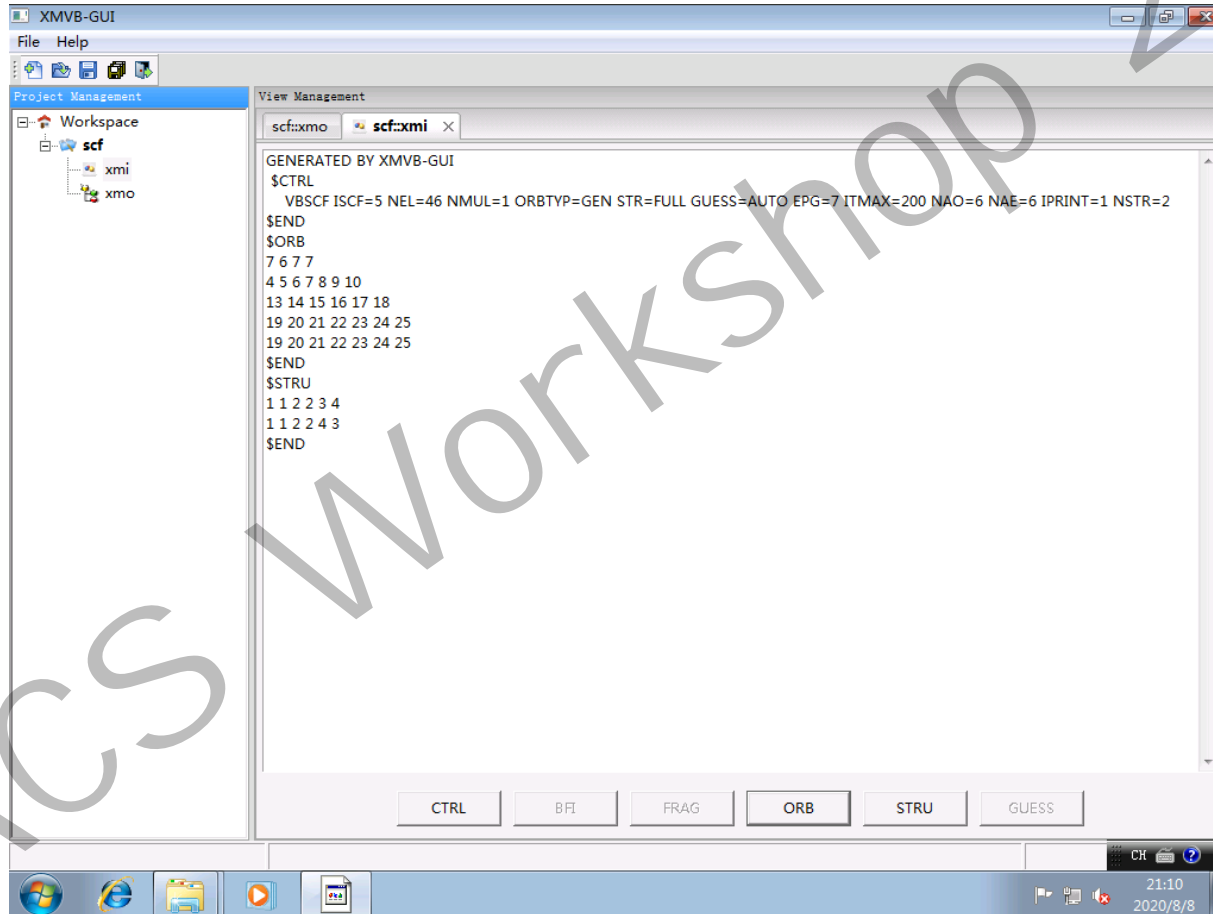 XMVB-GUI
File Help
Project Management
View Management
Workspace
scf
xmi
xmo
scf::xmo scf::xmi
GENERATED BY XMVB-GUI
$CTRL
VBSCF ISCF=5 NEL=46 NMUL=1 ORBTYP=GEN STR=FULL GUESS=AUTO EPG=7 ITMAX=200 NAO=6 NAE=6 IPRINT=1 NSTR=2
$END
$ORB
7 6 7 7
4 5 6 7 8 9 10
13 14 15 16 17 18
19 20 21 22 23 24 25
19 20 21 22 23 24 25
$END
$STRU
1 1 2 2 3 4
1 1 2 2 4 3
$END
CTRL BFI FRAG ORB STRU GUESS
CH
21:10
2020/8/8
CS Workshop